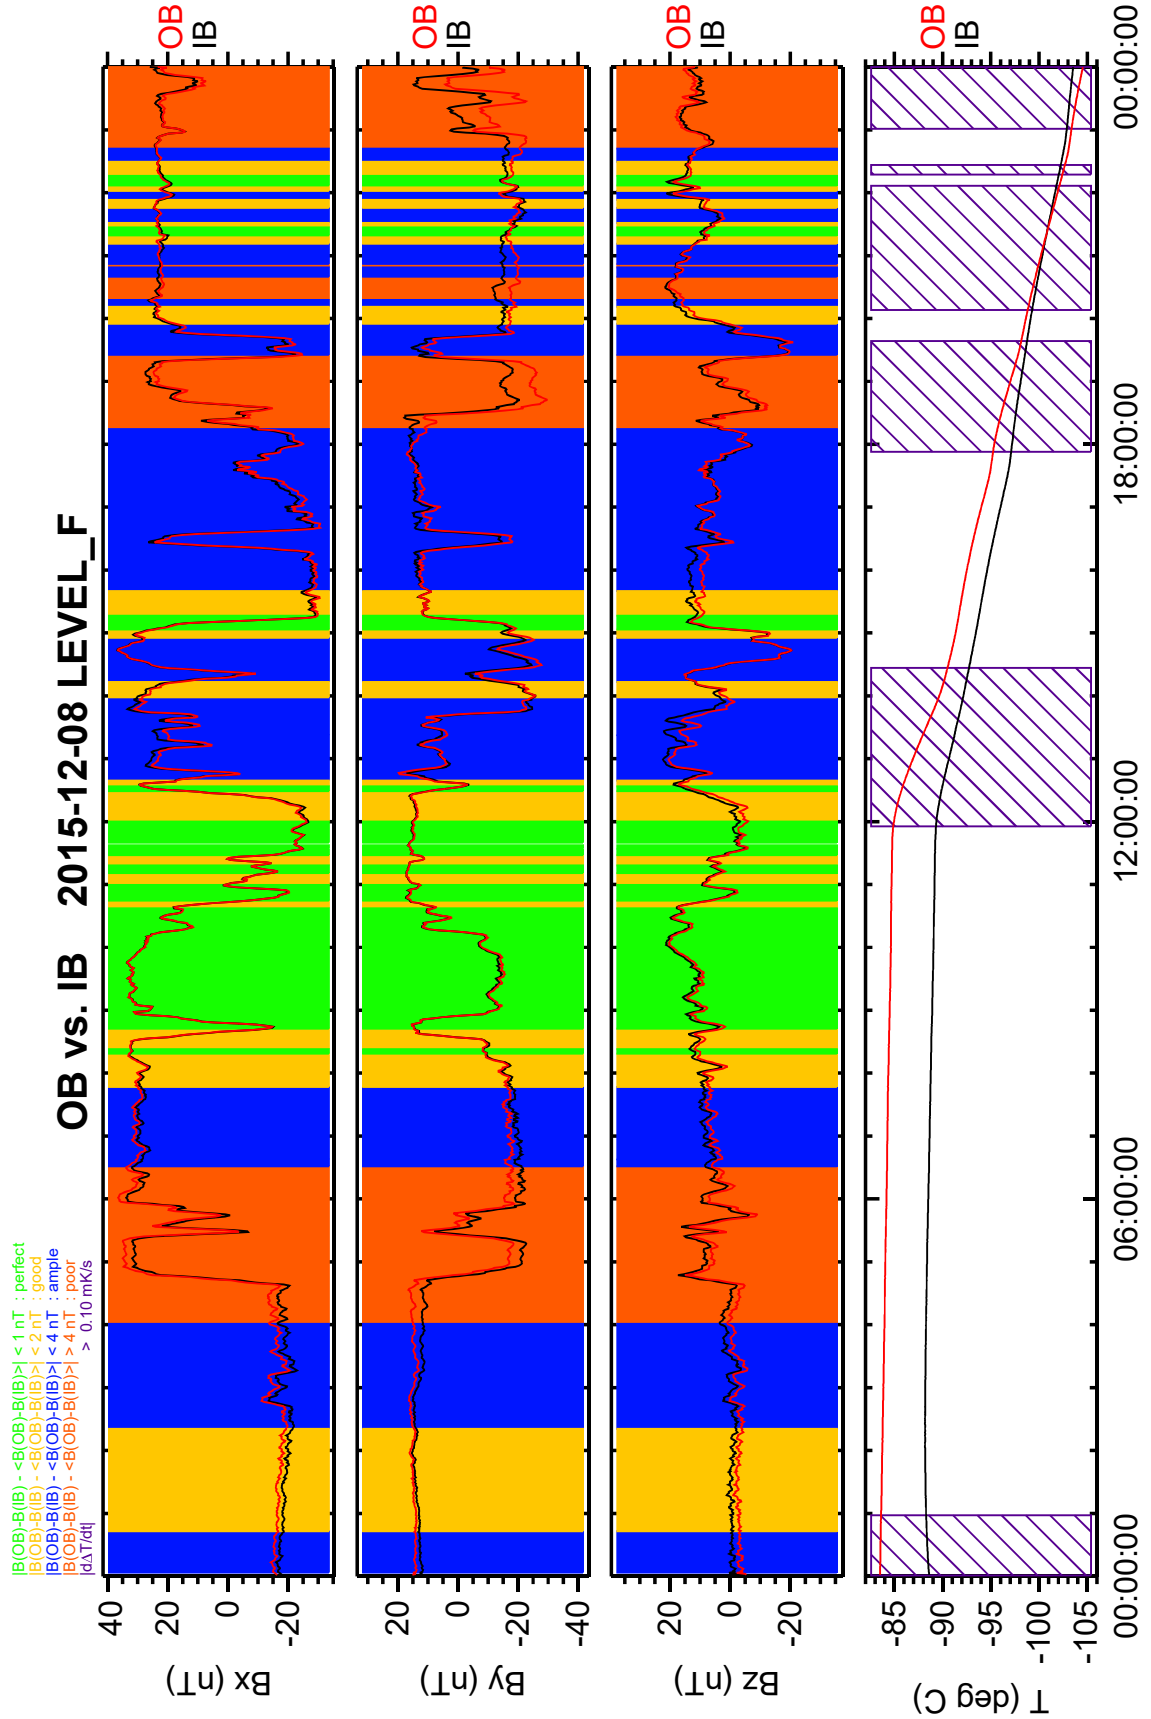 OB vs. IB 2015-12-08 LEVEL_F
|B(OB)-B(IB) - <B(OB)-B(IB)>| < 1 nT : perfect
|B(OB)-B(IB) - <B(OB)-B(IB)>| < 2 nT : good
|B(OB)-B(IB) - <B(OB)-B(IB)>| < 4 nT : ample
|B(OB)-B(IB) - <B(OB)-B(IB)>| > 4 nT : poor
|dΔT/dt| > 0.10 mK/s
Bx (nT)
40
20
0
-20
OB
IB
By (nT)
20
0
-20
-40
OB
IB
Bz (nT)
20
0
-20
OB
IB
T (deg C)
-85
-90
-95
-100
-105
OB
IB
00:00:00
06:00:00
12:00:00
18:00:00
00:00:00